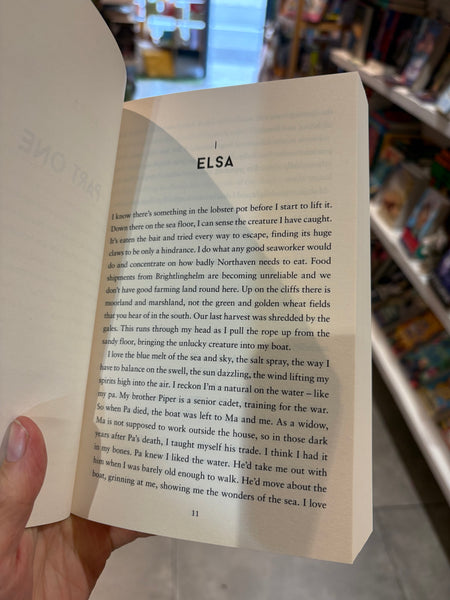 PART ONE
I
ELSA
I know there's something in the lobster pot before I start to lift it.
Down there on the sea floor, I can sense the creature I have caught.
It's eaten the bait and tried every way to escape, finding its huge
claws to be only a hindrance. I do what any good seaworker would
do and concentrate on how badly Northaven needs to eat. Food
shipments from Brightlinghelm are becoming unreliable and we
don't have good farming land round here. Up on the cliffs there is
moorland and marshland, not the green and golden wheat fields
that you hear of in the south. Our last harvest was shredded by the
gales. This runs through my head as I pull the rope up from the
sandy floor, bringing the unlucky creature into my boat.
I love the blue melt of the sea and sky, the salt spray, the way I
have to balance on the swell, the sun dazzling, the wind lifting my
spirits high into the air. I reckon I'm a natural on the water – like
my pa. My brother Piper is a senior cadet, training for the war.
So when Pa died, the boat was left to Ma and me. As a widow,
Ma is not supposed to work outside the house, so in those dark
years after Pa's death, I taught myself his trade. I think I had it
in my bones. Pa knew I liked the water. He'd take me out with
him when I was barely old enough to walk. He'd move about the
boat, grinning at me, showing me the wonders of the sea. I love
11